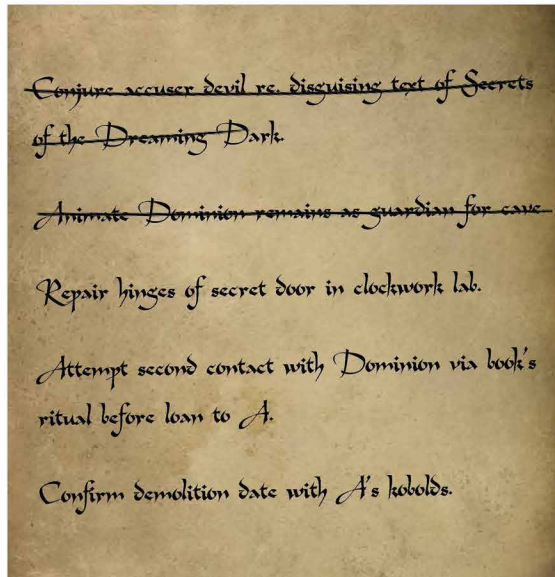 Conjure accuser devil re. disguising text of Secrets
of the Dreaming Dark.
Animate Dominion remains as guardian for cave
Repair hinges of secret door in clockwork lab.
Attempt second contact with Dominion via book's
ritual before loan to A.
Confirm demolition date with A's kobolds.